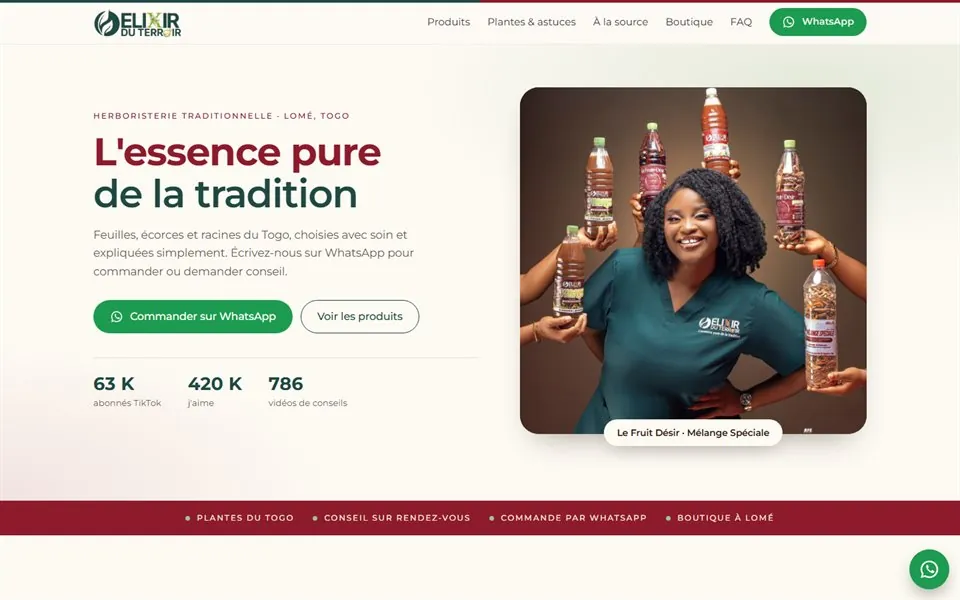 ELIXIR
DU TERROIR
Produits
Plantes & astuces
À la source
Boutique
FAQ
WhatsApp
HERBORISTERIE TRADITIONNELLE · LOMÉ, TOGO
L'essence pure
de la tradition
Feuilles, écorces et racines du Togo, choisies avec soin et
expliquées simplement. Écrivez-nous sur WhatsApp pour
commander ou demander conseil.
Commander sur WhatsApp
Voir les produits
63 K
abonnés TikTok
420 K
j'aime
786
vidéos de conseils
ELIXIR
DU TERROIR
Le Fruit Désir · Mélange Spéciale
PLANTES DU TOGO
CONSEIL SUR RENDEZ-VOUS
COMMANDE PAR WHATSAPP
BOUTIQUE À LOMÉ